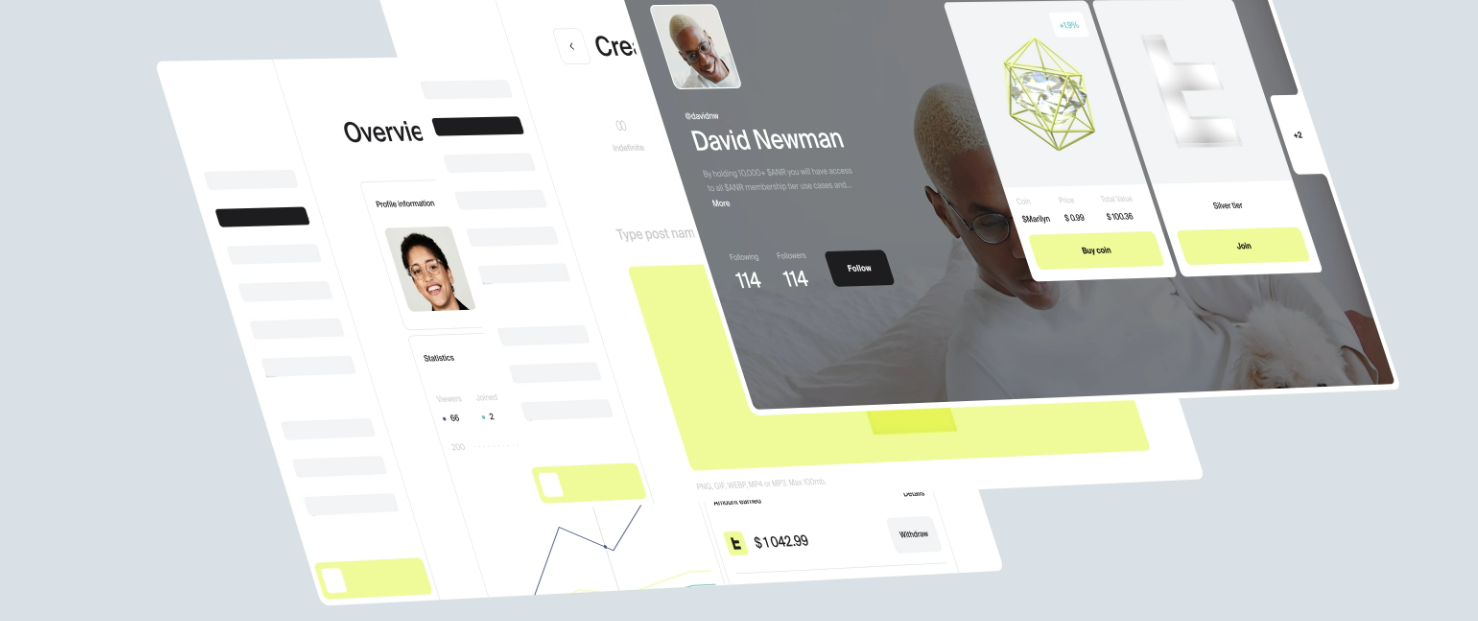 Overvie
Profile information
Statistics
Viewers
Joined
66
2
200
Crea
Indefinite
Type post nam
PNG, GIF, WEBP, MP4 or MP3. Max 100mb.
Amount earned
Details
$1 042.99
Withdraw
@davidnw
David Newman
By holding 10,000+ $ANR you will have access
to all $ANR membership tier use cases and...
More
Following
Followers
114
114
Follow
+1.9%
Coin
Price
Total Value
$Marilyn
$ 0.99
$ 100.36
Buy coin
Silver tier
Join
+2